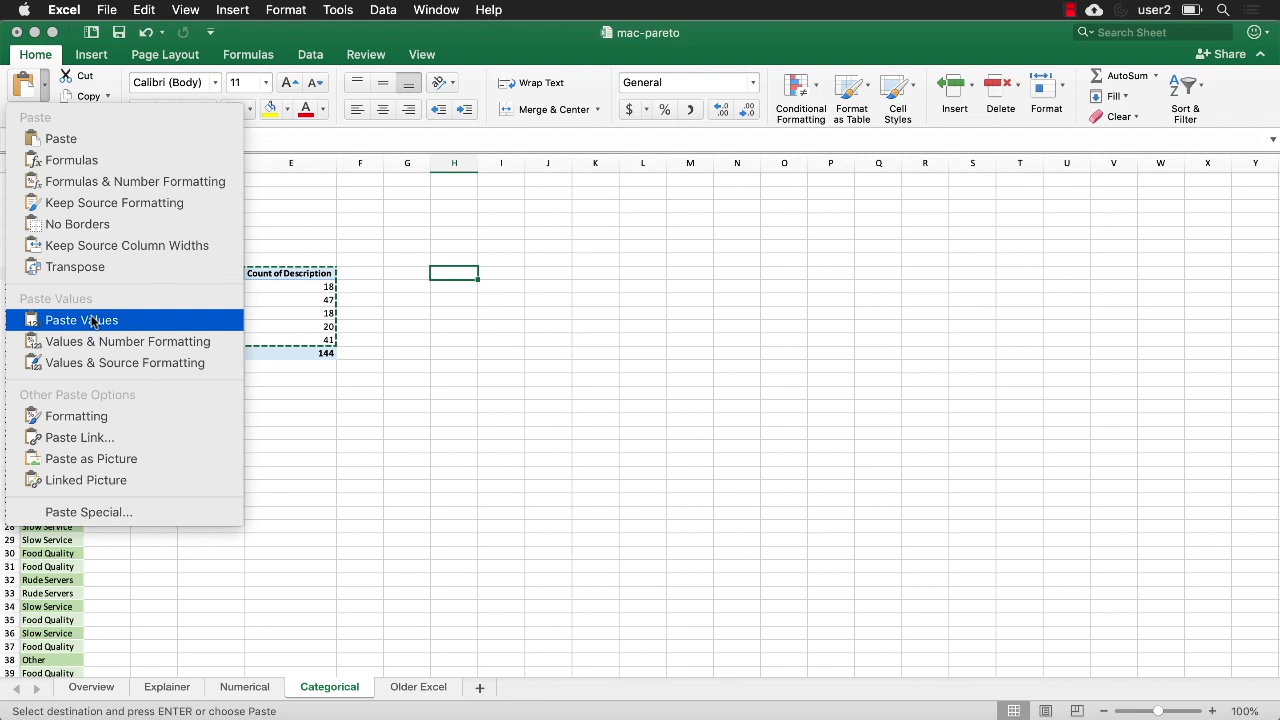 Excel File Edit View Insert Format Tools Data Window Help user2
mac-pareto Search Sheet
Home Insert Page Layout Formulas Data Review View Share
Cut Calibri (Body) 11 Wrap Text General AutoSum
Copy Merge & Center $ % Conditional Formatting Format as Table Cell Styles Insert Delete Format Fill Clear Sort & Filter
Paste
Paste
Formulas
Formulas & Number Formatting
Keep Source Formatting
No Borders
Keep Source Column Widths
Transpose
Paste Values
Paste Values
Values & Number Formatting
Values & Source Formatting
Other Paste Options
Formatting
Paste Link...
Paste as Picture
Linked Picture
Paste Special...
E F G H I J K L M N O P Q R S T U V W X Y
Count of Description
18
47
18
20
41
144
28 Slow Service
29 Slow Service
30 Food Quality
31 Food Quality
32 Rude Servers
33 Rude Servers
34 Slow Service
35 Food Quality
36 Slow Service
37 Food Quality
38 Other
39 Food Quality
Overview Explainer Numerical Categorical Older Excel +
Select destination and press ENTER or choose Paste 100%